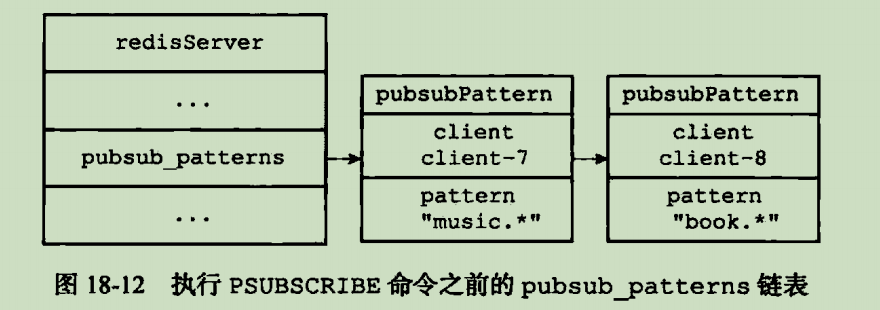 redisServer
...
pubsub_patterns
...
pubsubPattern
client
client-7
pattern
"music.*"
pubsubPattern
client
client-8
pattern
"book.*"
图 18-12 执行 PSUBSCRIBE 命令之前的 pubsub_patterns 链表